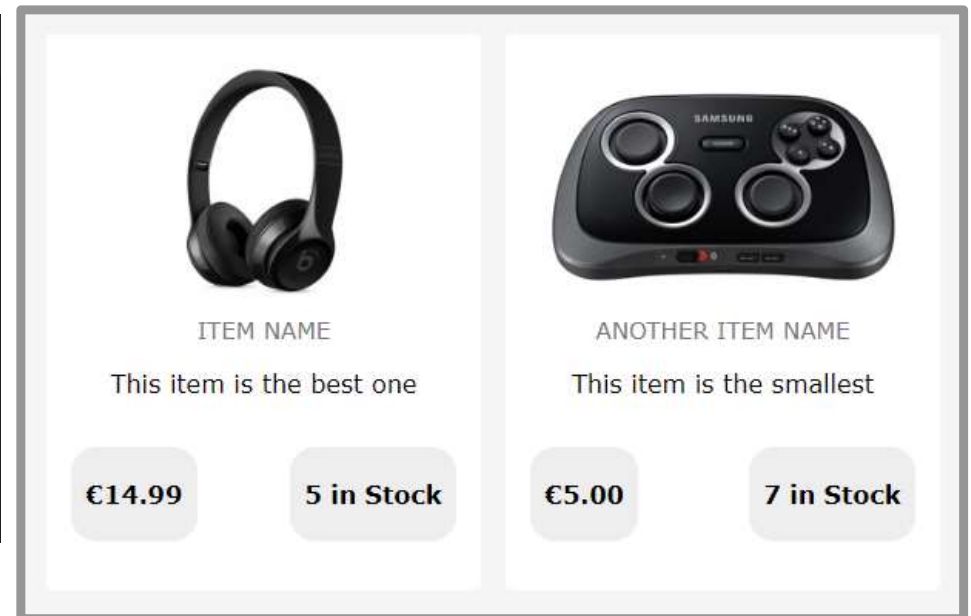 SAMSUNG
ITEM NAME
This item is the best one
€14.99
5 in Stock
ANOTHER ITEM NAME
This item is the smallest
€5.00
7 in Stock